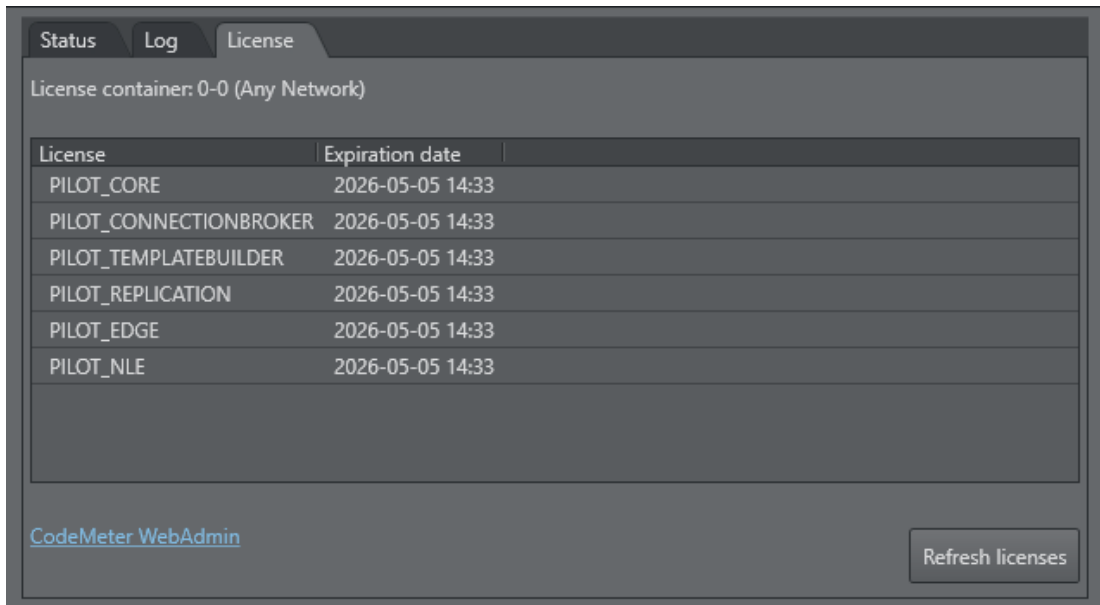 Status Log License
License container: 0-0 (Any Network)
License Expiration date
PILOT_CORE 2026-05-05 14:33
PILOT_CONNECTIONBROKER 2026-05-05 14:33
PILOT_TEMPLATEBUILDER 2026-05-05 14:33
PILOT_REPLICATION 2026-05-05 14:33
PILOT_EDGE 2026-05-05 14:33
PILOT_NLE 2026-05-05 14:33
CodeMeter WebAdmin
Refresh licenses